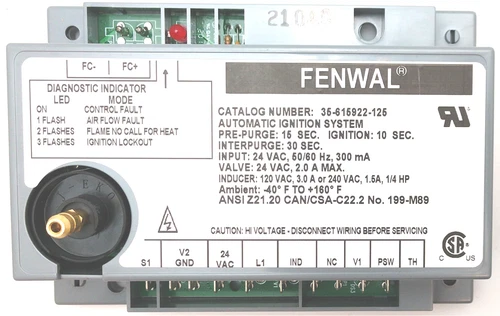 FC- FC+
DIAGNOSTIC INDICATOR
LED MODE
ON CONTROL FAULT
1 FLASH AIR FLOW FAULT
2 FLASHES FLAME NO CALL FOR HEAT
3 FLASHES IGNITION LOCKOUT
FENWAL®
CATALOG NUMBER: 35-615922-125
AUTOMATIC IGNITION SYSTEM
PRE-PURGE: 15 SEC. IGNITION: 10 SEC.
INTERPURGE: 30 SEC.
INPUT: 24 VAC, 50/60 Hz, 300 mA
VALVE: 24 VAC, 2.0 A MAX.
INDUCER: 120 VAC, 3.0 A or 240 VAC, 1.5A, 1/4 HP
Ambient: -40° F TO +160° F
ANSI Z21.20 CAN/CSA-C22.2 No. 199-M89
CAUTION: HI VOLTAGE - DISCONNECT WIRING BEFORE SERVICING
S1 V2 GND 24 VAC L1 IND NC V1 PSW TH
SA
C US